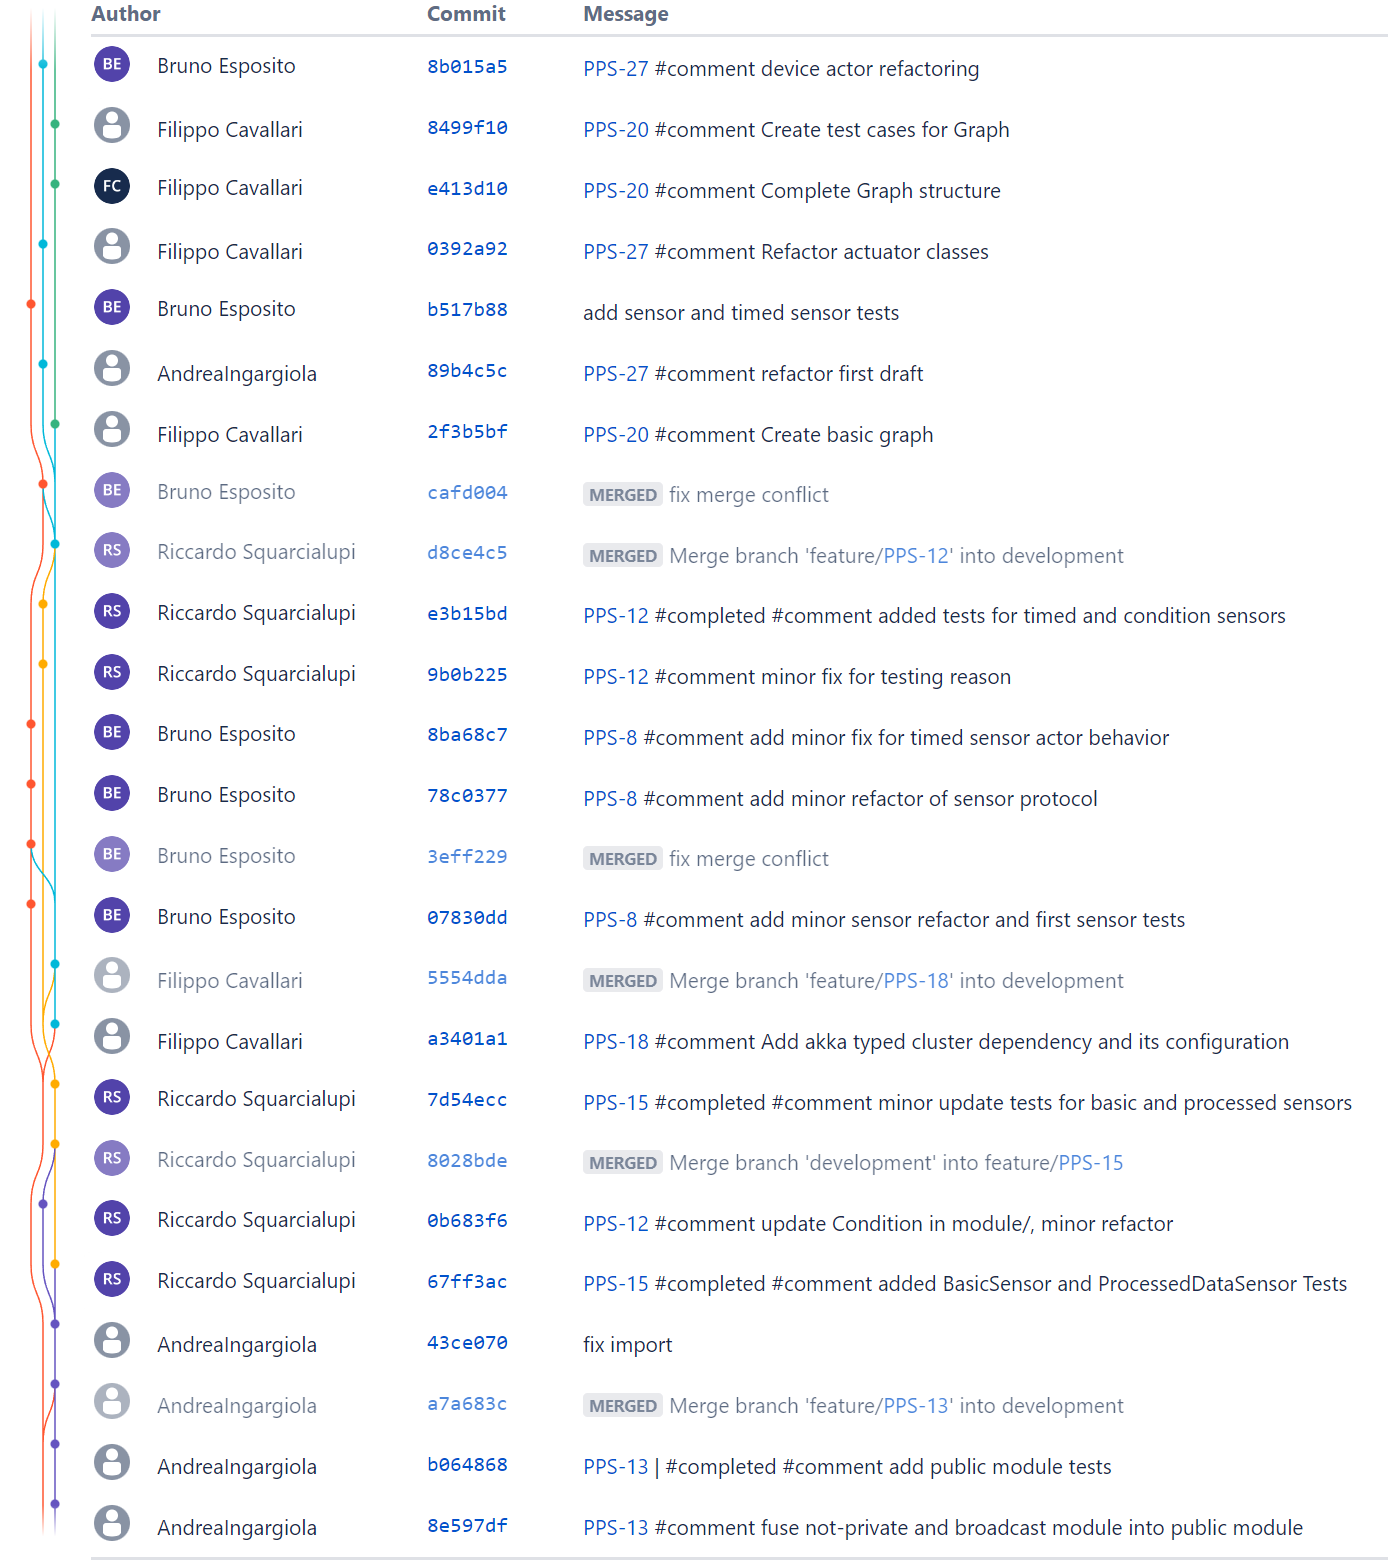 Author Commit Message
BE Bruno Esposito 8b015a5 PPS-27 #comment device actor refactoring
Filippo Cavallari 8499f10 PPS-20 #comment Create test cases for Graph
FC Filippo Cavallari e413d10 PPS-20 #comment Complete Graph structure
Filippo Cavallari 0392a92 PPS-27 #comment Refactor actuator classes
BE Bruno Esposito b517b88 add sensor and timed sensor tests
AndreaIngargiola 89b4c5c PPS-27 #comment refactor first draft
Filippo Cavallari 2f3b5bf PPS-20 #comment Create basic graph
BE Bruno Esposito cafd004 MERGED fix merge conflict
RS Riccardo Squarcialupi d8ce4c5 MERGED Merge branch 'feature/PPS-12' into development
RS Riccardo Squarcialupi e3b15bd PPS-12 #completed #comment added tests for timed and condition sensors
RS Riccardo Squarcialupi 9b0b225 PPS-12 #comment minor fix for testing reason
BE Bruno Esposito 8ba68c7 PPS-8 #comment add minor fix for timed sensor actor behavior
BE Bruno Esposito 78c0377 PPS-8 #comment add minor refactor of sensor protocol
BE Bruno Esposito 3eff229 MERGED fix merge conflict
BE Bruno Esposito 07830dd PPS-8 #comment add minor sensor refactor and first sensor tests
Filippo Cavallari 5554dda MERGED Merge branch 'feature/PPS-18' into development
Filippo Cavallari a3401a1 PPS-18 #comment Add akka typed cluster dependency and its configuration
RS Riccardo Squarcialupi 7d54ecc PPS-15 #completed #comment minor update tests for basic and processed sensors
RS Riccardo Squarcialupi 8028bde MERGED Merge branch 'development' into feature/PPS-15
RS Riccardo Squarcialupi 0b683f6 PPS-12 #comment update Condition in module/, minor refactor
RS Riccardo Squarcialupi 67ff3ac PPS-15 #completed #comment added BasicSensor and ProcessedDataSensor Tests
AndreaIngargiola 43ce070 fix import
AndreaIngargiola a7a683c MERGED Merge branch 'feature/PPS-13' into development
AndreaIngargiola b064868 PPS-13 | #completed #comment add public module tests
AndreaIngargiola 8e597df PPS-13 #comment fuse not-private and broadcast module into public module